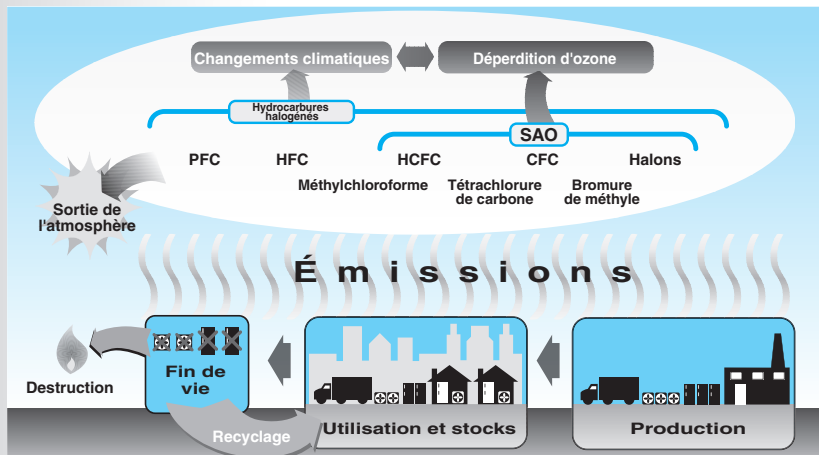 Changements climatiques
Déperdition d'ozone
Hydrocarbures
halogénés
SAO
PFC
HFC
HCFC
CFC
Halons
Méthylchloroforme
Tétrachlorure
de carbone
Bromure
de méthyle
Sortie de
l'atmosphère
Émissions
Destruction
Fin de
vie
Recyclage
Utilisation et stocks
Production